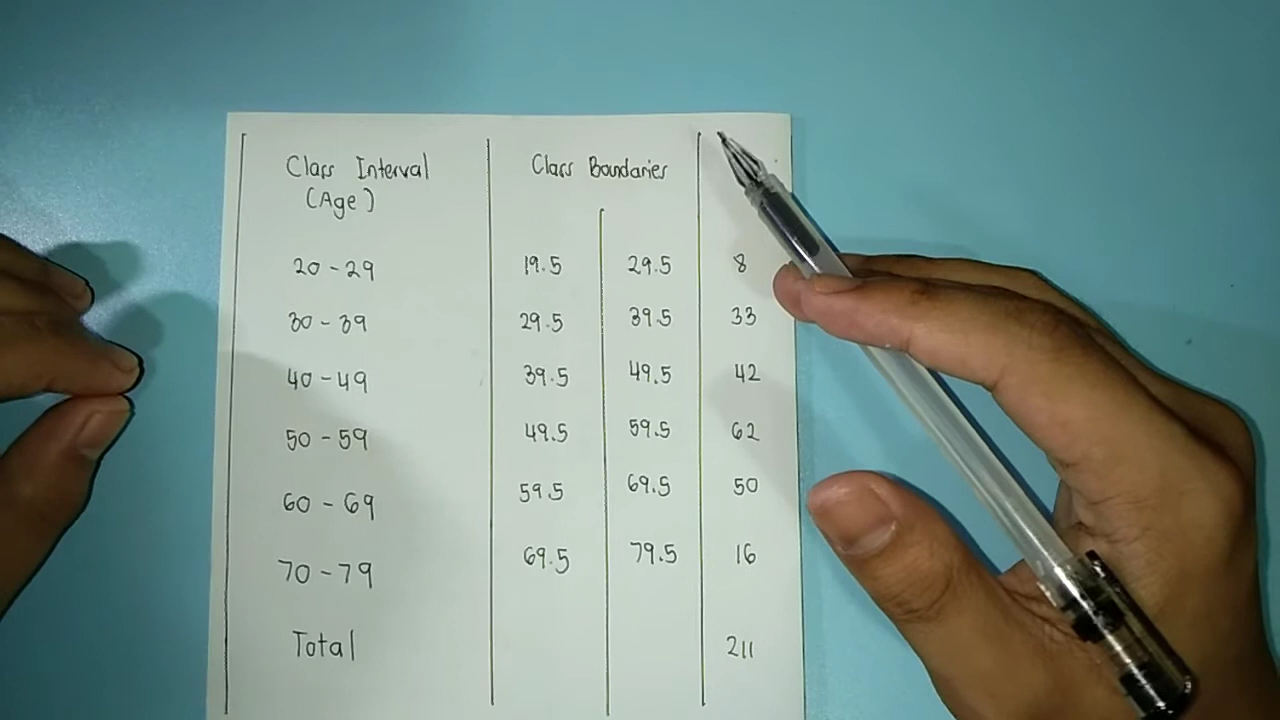 Class Interval Class Boundaries
(Age)
20 - 29 19.5 29.5 8
30 - 39 29.5 39.5 33
40 - 49 39.5 49.5 42
50 - 59 49.5 59.5 62
60 - 69 59.5 69.5 50
70 - 79 69.5 79.5 16
Total 211